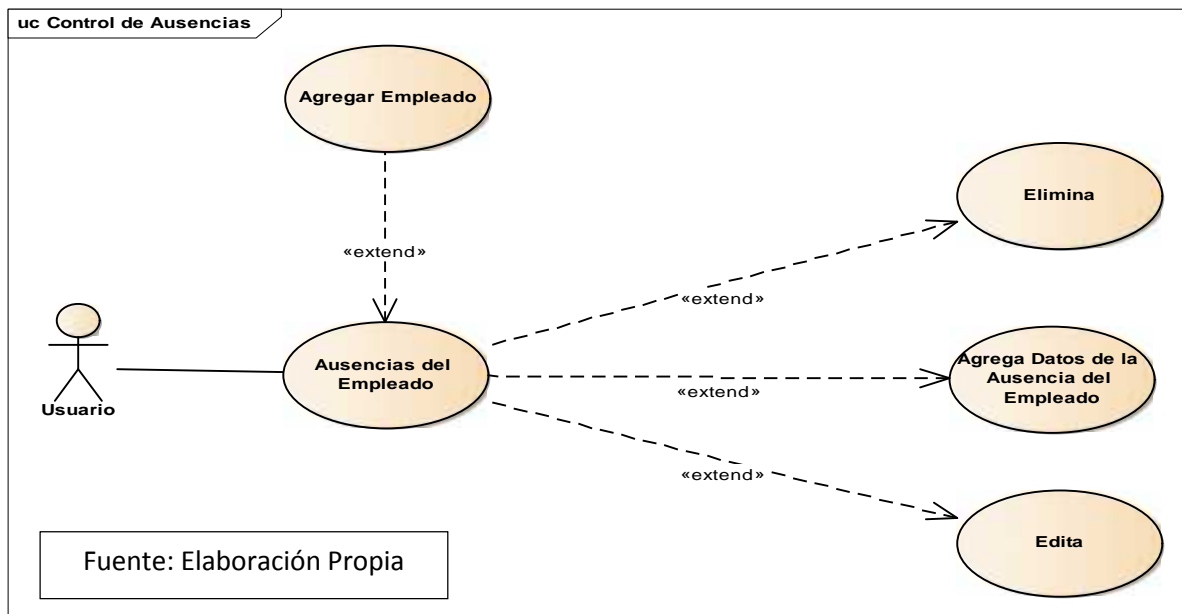 uc Control de Ausencias
Agregar Empleado
Elimina
«extend»
«extend»
Ausencias del
Empleado
Agrega Datos de la
Ausencia del
Empleado
«extend»
Usuario
«extend»
Edita
Fuente: Elaboración Propia